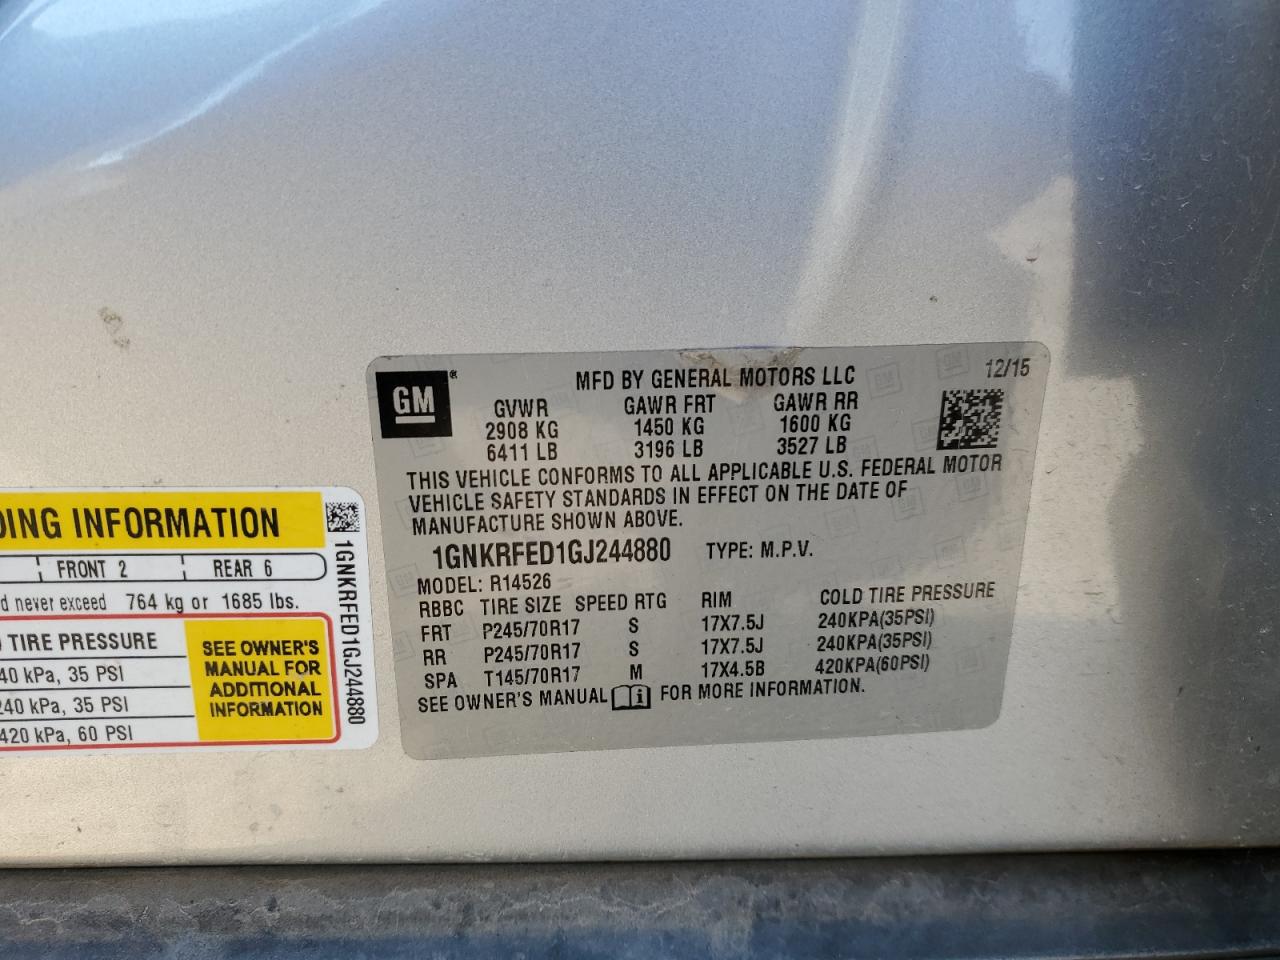 DING INFORMATION
FRONT 2 REAR 6
d never exceed 764 kg or 1685 lbs.
TIRE PRESSURE
40 kPa, 35 PSI
240 kPa, 35 PSI
420 kPa, 60 PSI
SEE OWNER'S
MANUAL FOR
ADDITIONAL
INFORMATION
1GNKRFED1GJ244880
GM®
MFD BY GENERAL MOTORS LLC
12/15
GVWR GAWR FRT GAWR RR
2908 KG 1450 KG 1600 KG
6411 LB 3196 LB 3527 LB
THIS VEHICLE CONFORMS TO ALL APPLICABLE U.S. FEDERAL MOTOR
VEHICLE SAFETY STANDARDS IN EFFECT ON THE DATE OF
MANUFACTURE SHOWN ABOVE.
1GNKRFED1GJ244880 TYPE: M.P.V.
MODEL: R14526
RBBC TIRE SIZE SPEED RTG RIM COLD TIRE PRESSURE
FRT P245/70R17 S 17X7.5J 240KPA(35PSI)
RR P245/70R17 S 17X7.5J 240KPA(35PSI)
SPA T145/70R17 M 17X4.5B 420KPA(60PSI)
SEE OWNER'S MANUAL i FOR MORE INFORMATION.